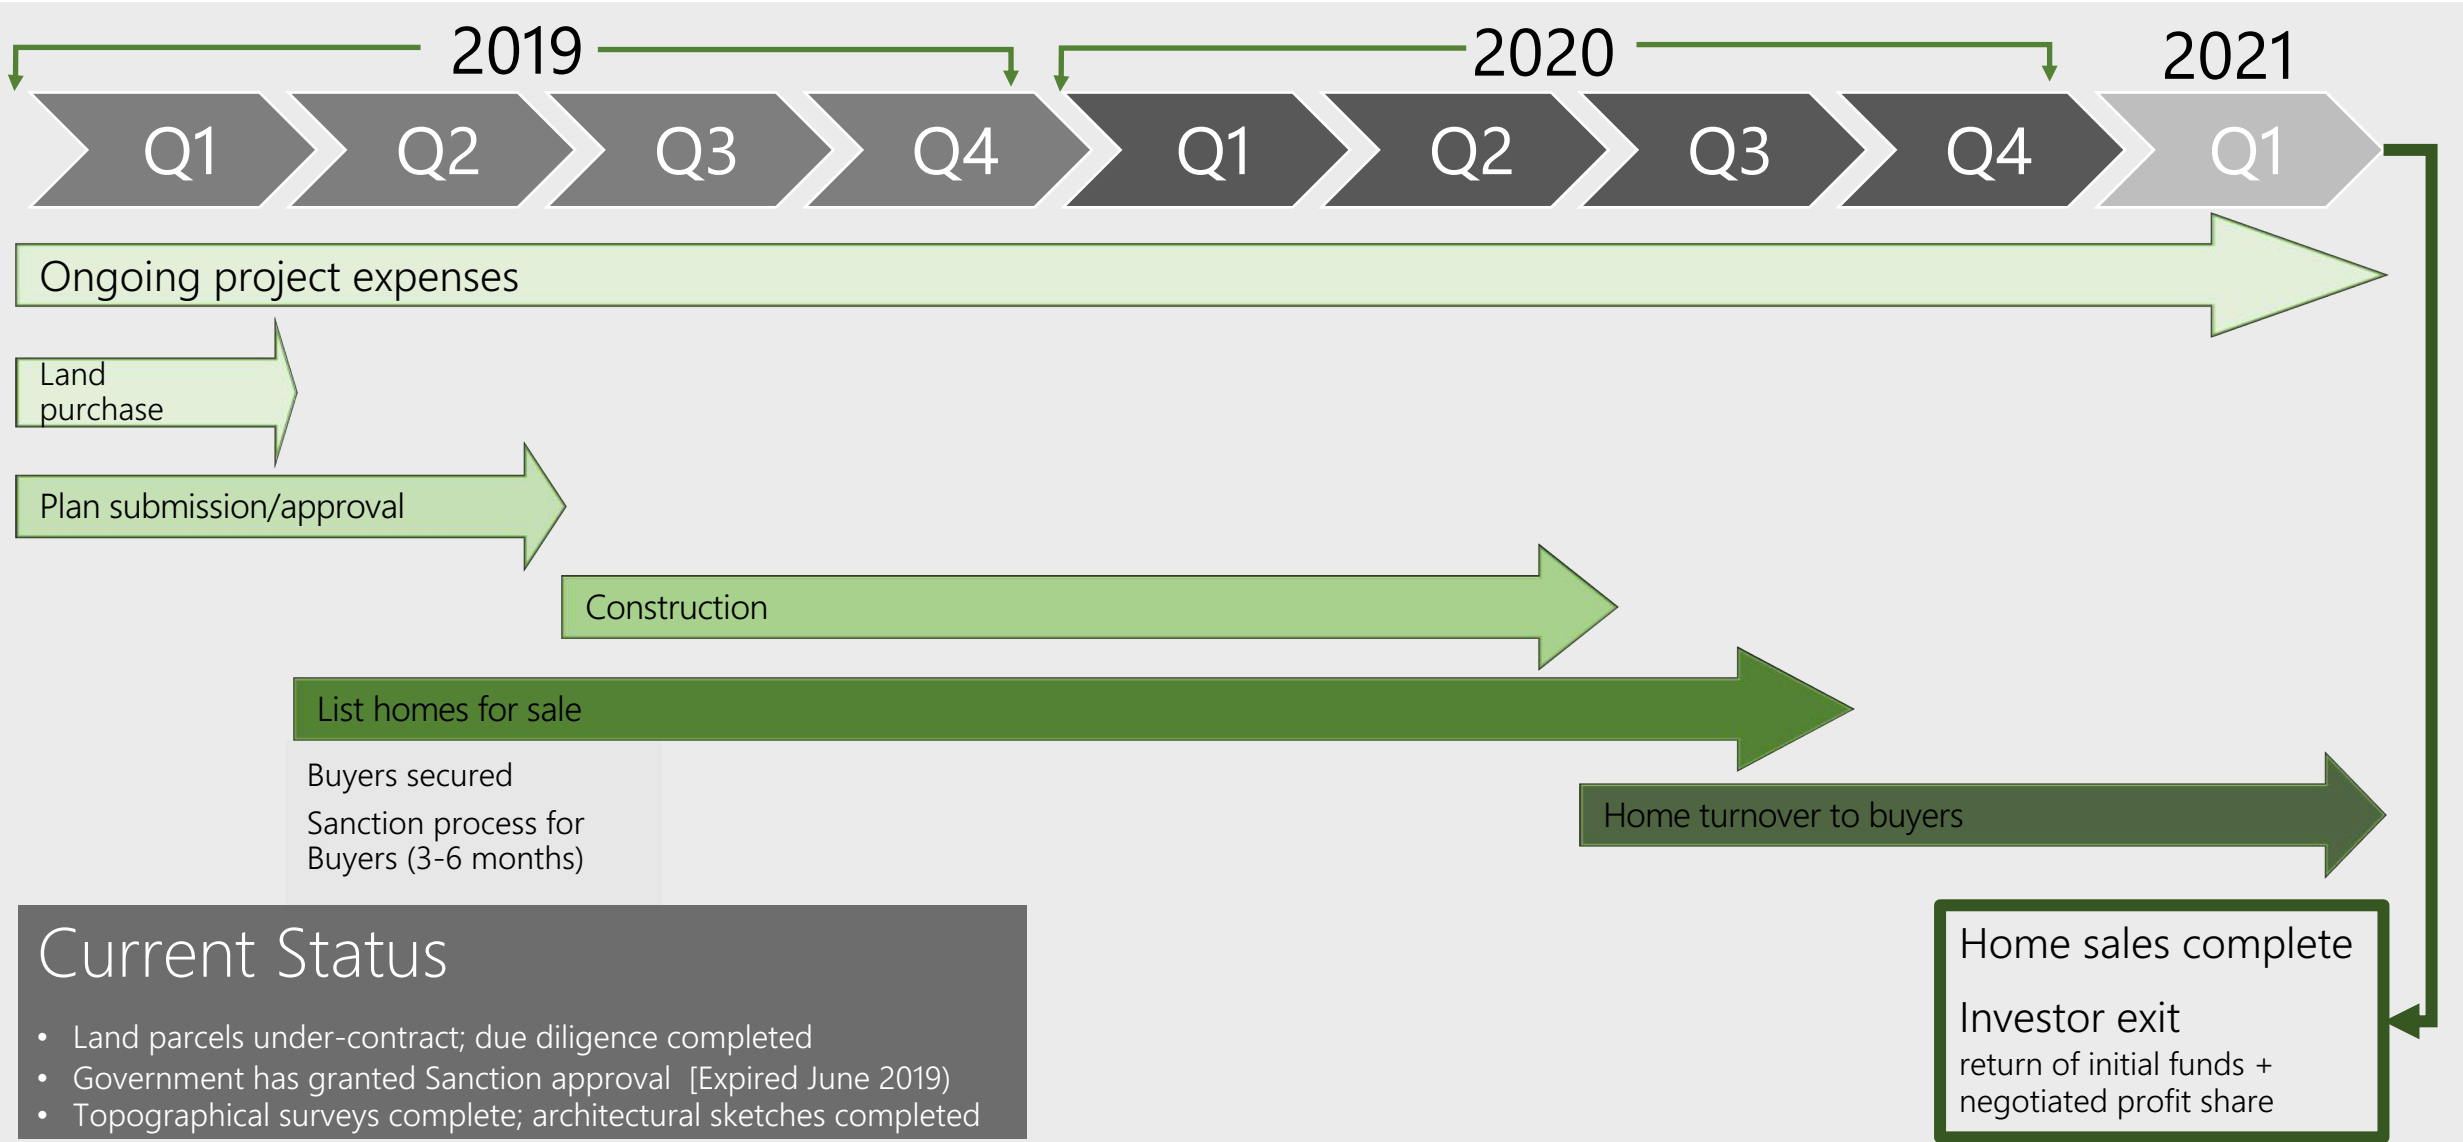 2019
2020
2021
Q1
Q2
Q3
Q4
Q1
Q2
Q3
Q4
Q1
Ongoing project expenses
Land
purchase
Plan submission/approval
Construction
List homes for sale
Buyers secured
Sanction process for
Buyers (3-6 months)
Home turnover to buyers
Current Status
• Land parcels under-contract; due diligence completed
• Government has granted Sanction approval [Expired June 2019)
• Topographical surveys complete; architectural sketches completed
Home sales complete
Investor exit
return of initial funds +
negotiated profit share